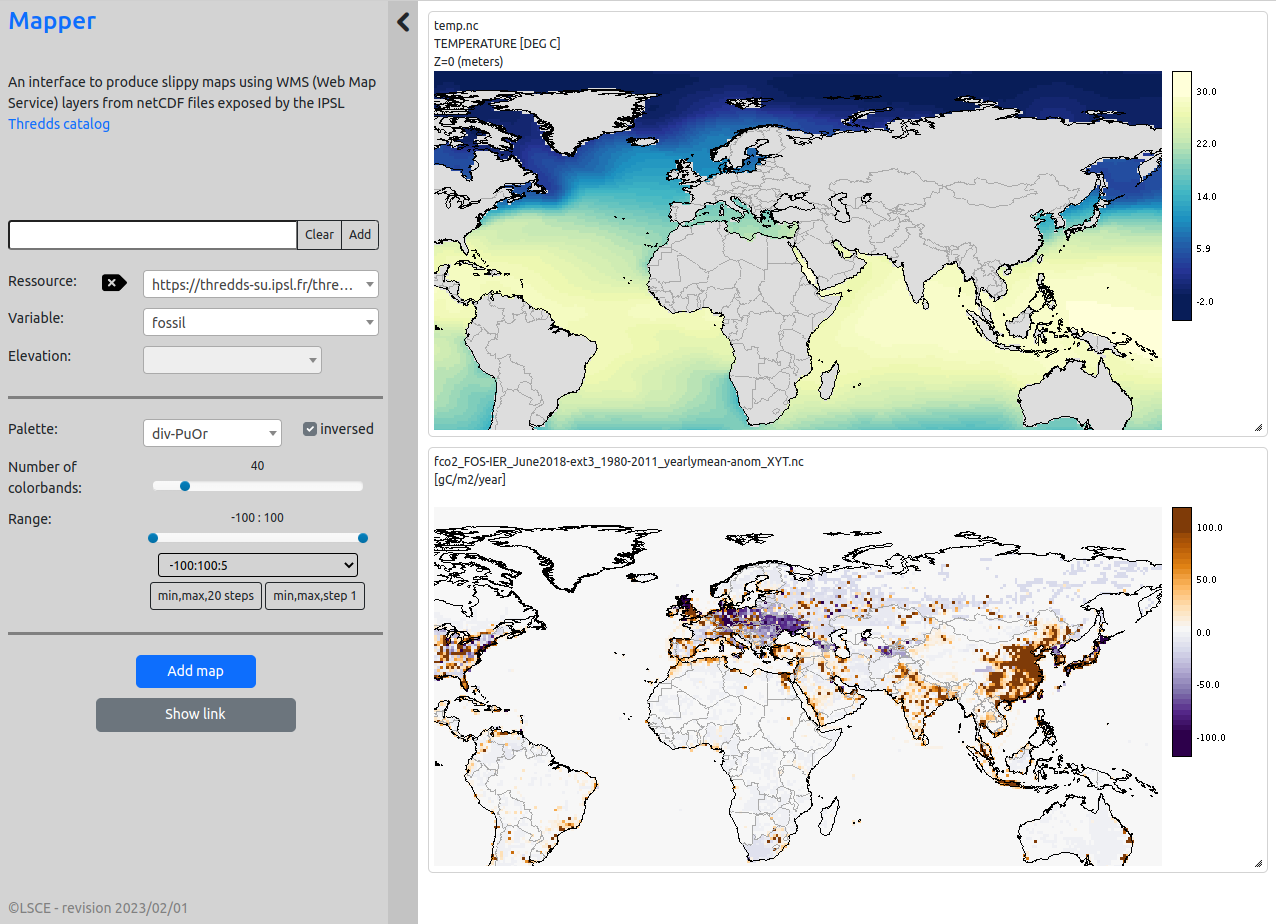 Mapper
An interface to produce slippy maps using WMS (Web Map
Service) layers from netCDF files exposed by the IPSL
Thredds catalog
Clear
Add
Ressource:
https://thredds-su.ipsl.fr/thre...
Variable:
fossil
Elevation:
Palette:
div-PuOr
inversed
Number of
colorbands:
40
Range:
-100 : 100
-100:100:5
min,max,20 steps
min,max,step 1
Add map
Show link
©LSCE - revision 2023/02/01
temp.nc
TEMPERATURE [DEG C]
Z=0 (meters)
30.0
22.0
14.0
5.9
-2.0
fco2_FOS-IER_June2018-ext3_1980-2011_yearlymean-anom_XYT.nc
[gC/m2/year]
100.0
50.0
0.0
-50.0
-100.0